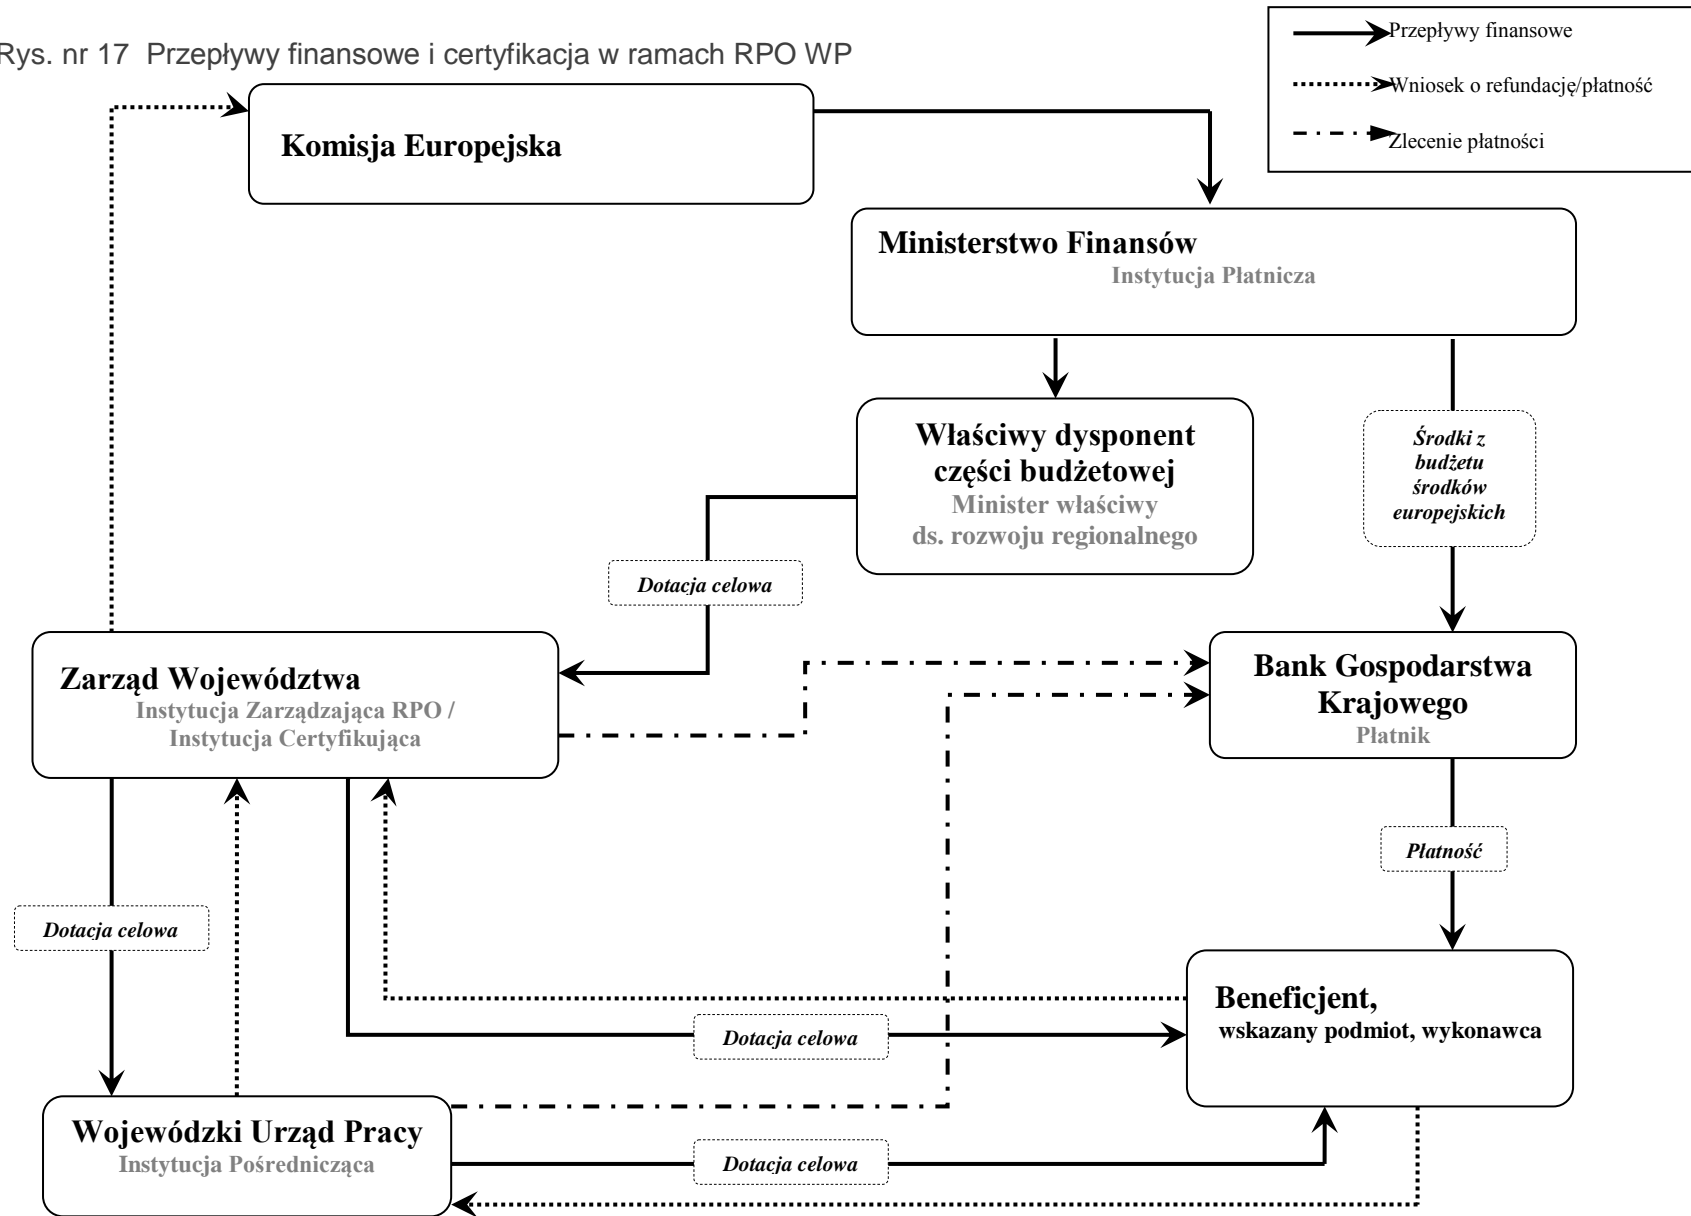 Rys. nr 17 Przepływy finansowe i certyfikacja w ramach RPO WP
Przepływy finansowe
Wniosek o refundację/płatność
Zlecenie płatności
Komisja Europejska
Ministerstwo Finansów
Instytucja Płatnicza
Właściwy dysponent
części budżetowej
Minister właściwy
ds. rozwoju regionalnego
Środki z
budżetu
środków
europejskich
Dotacja celowa
Zarząd Województwa
Instytucja Zarządzająca RPO /
Instytucja Certyfikująca
Bank Gospodarstwa
Krajowego
Płatnik
Płatność
Dotacja celowa
Beneficjent,
wskazany podmiot, wykonawca
Dotacja celowa
Wojewódzki Urząd Pracy
Instytucja Pośrednicząca
Dotacja celowa